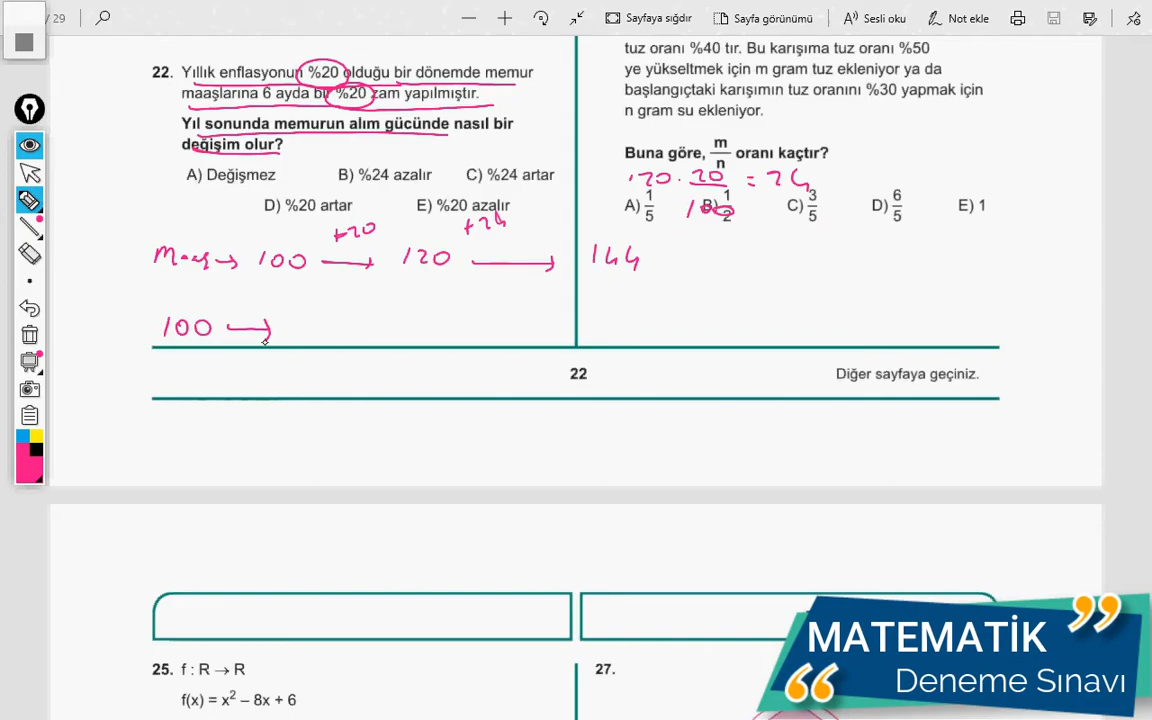 / 29
Sayfaya sığdır
Sayfa görünümü
Sesli oku
Not ekle
22. Yıllık enflasyonun %20 olduğu bir dönemde memur
maaşlarına 6 ayda bir %20 zam yapılmıştır.
Yıl sonunda memurun alım gücünde nasıl bir
değişim olur?
A) Değişmez B) %24 azalır C) %24 artar
D) %20 artar E) %20 azalır
+20 +24
Maaş → 100 → 120 → 144
100 →
tuz oranı %40 tır. Bu karışıma tuz oranı %50
ye yükseltmek için m gram tuz ekleniyor ya da
başlangıçtaki karışımın tuz oranını %30 yapmak için
n gram su ekleniyor.
Buna göre, m/n oranı kaçtır?
120 · 20/100 = 24
A) 1/5 B) 1/2 C) 3/5 D) 6/5 E) 1
22
Diğer sayfaya geçiniz.
25. f : R → R
f(x) = x² – 8x + 6
27.
MATEMATİK
Deneme Sınavı